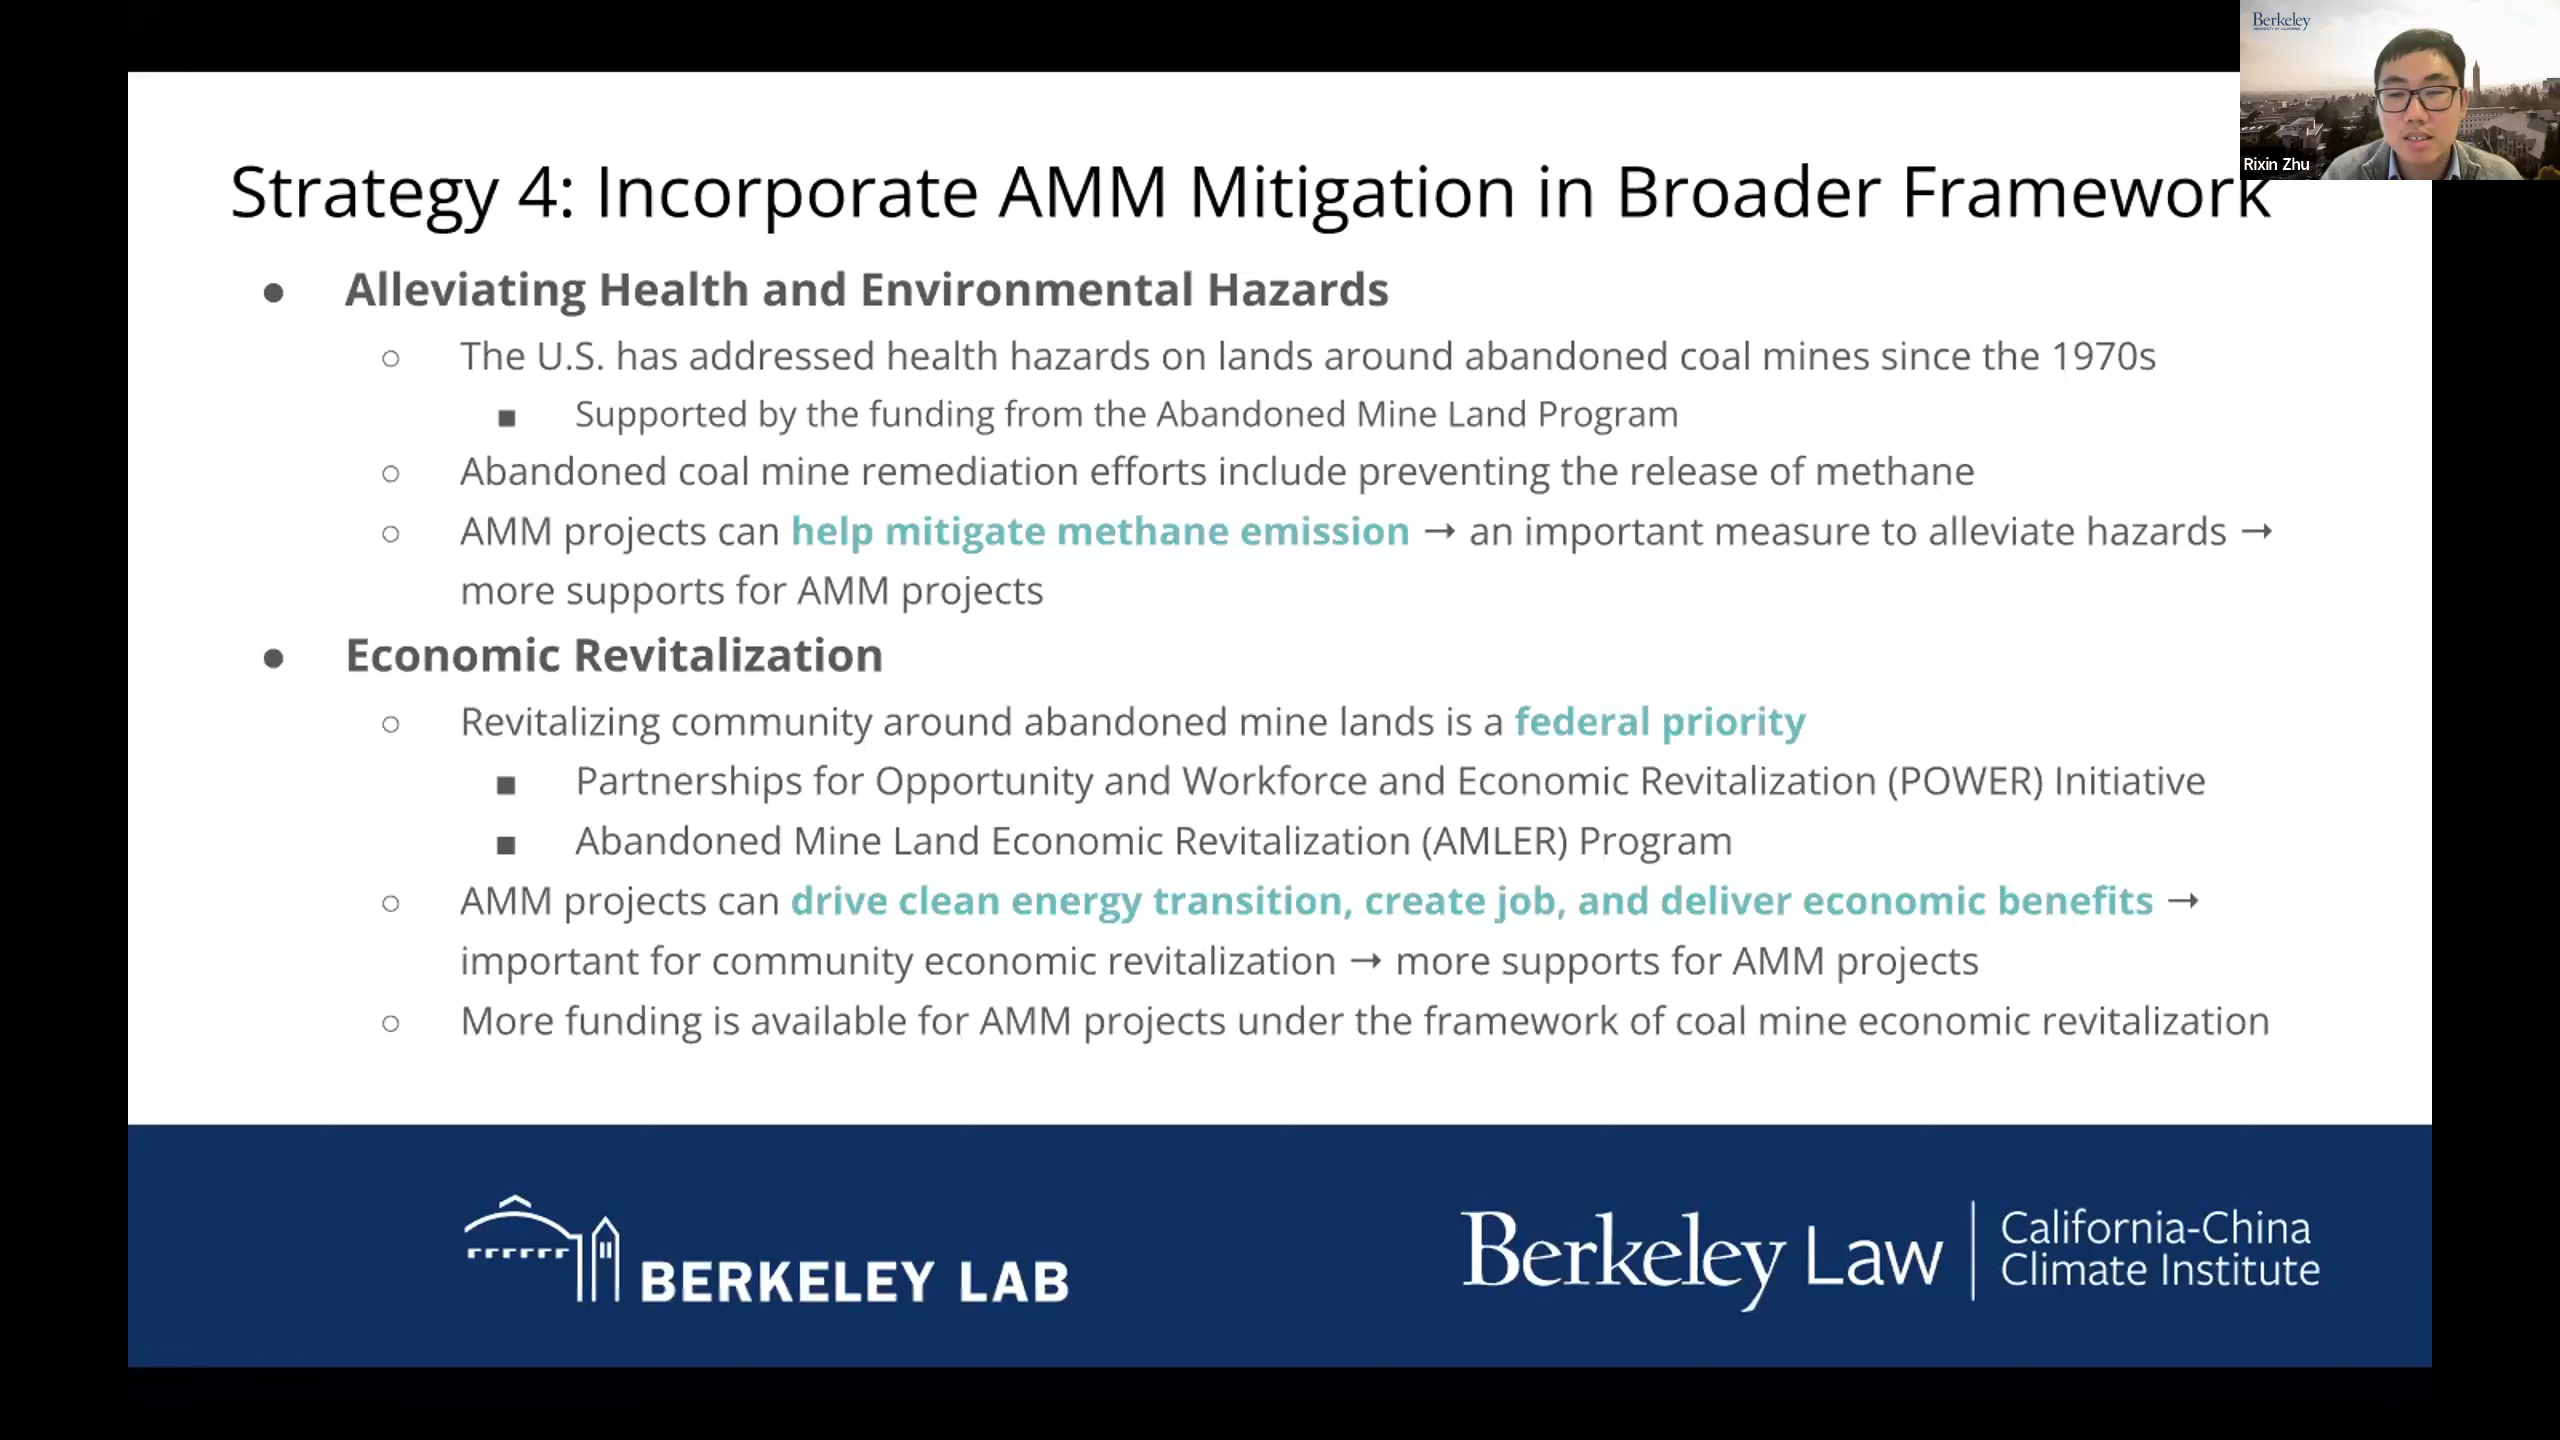 Berkeley
UNIVERSITY OF CALIFORNIA
Rixin Zhu
Strategy 4: Incorporate AMM Mitigation in Broader Framework
● Alleviating Health and Environmental Hazards
○ The U.S. has addressed health hazards on lands around abandoned coal mines since the 1970s
■ Supported by the funding from the Abandoned Mine Land Program
○ Abandoned coal mine remediation efforts include preventing the release of methane
○ AMM projects can help mitigate methane emission → an important measure to alleviate hazards →
more supports for AMM projects
● Economic Revitalization
○ Revitalizing community around abandoned mine lands is a federal priority
■ Partnerships for Opportunity and Workforce and Economic Revitalization (POWER) Initiative
■ Abandoned Mine Land Economic Revitalization (AMLER) Program
○ AMM projects can drive clean energy transition, create job, and deliver economic benefits →
important for community economic revitalization → more supports for AMM projects
○ More funding is available for AMM projects under the framework of coal mine economic revitalization
BERKELEY LAB
Berkeley Law
California-China
Climate Institute